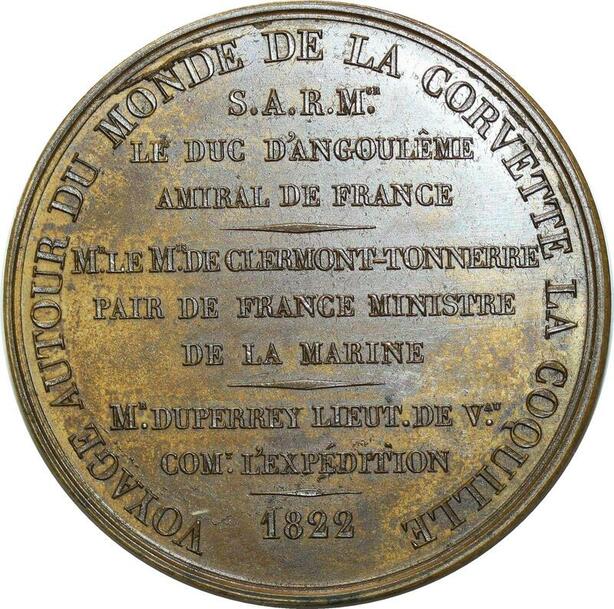 VOYAGE AUTOUR DU MONDE DE LA CORVETTE LA COQUILLE
S.A.R.Mᴳᴿ
LE DUC D'ANGOULÊME
AMIRAL DE FRANCE
Mᴿ.LE Mᴵˢ.DE CLERMONT-TONNERRE
PAIR DE FRANCE MINISTRE
DE LA MARINE
Mᴿ.DUPERREY LIEUT.DE Vᴬᵁ
COMᵀ.L'EXPÉDITION
1822